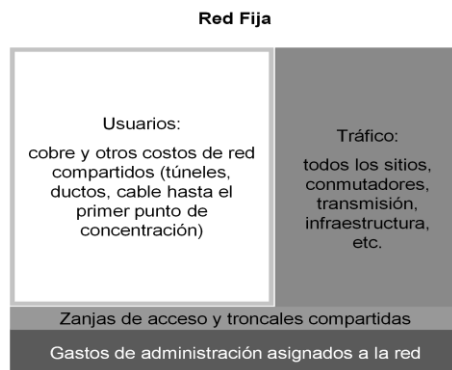 Red Fija
Usuarios:
cobre y otros costos de red
compartidos (túneles,
ductos, cable hasta el
primer punto de
concentración)
Tráfico:
todos los sitios,
conmutadores,
transmisión,
infraestructura,
etc.
Zanjas de acceso y troncales compartidas
Gastos de administración asignados a la red